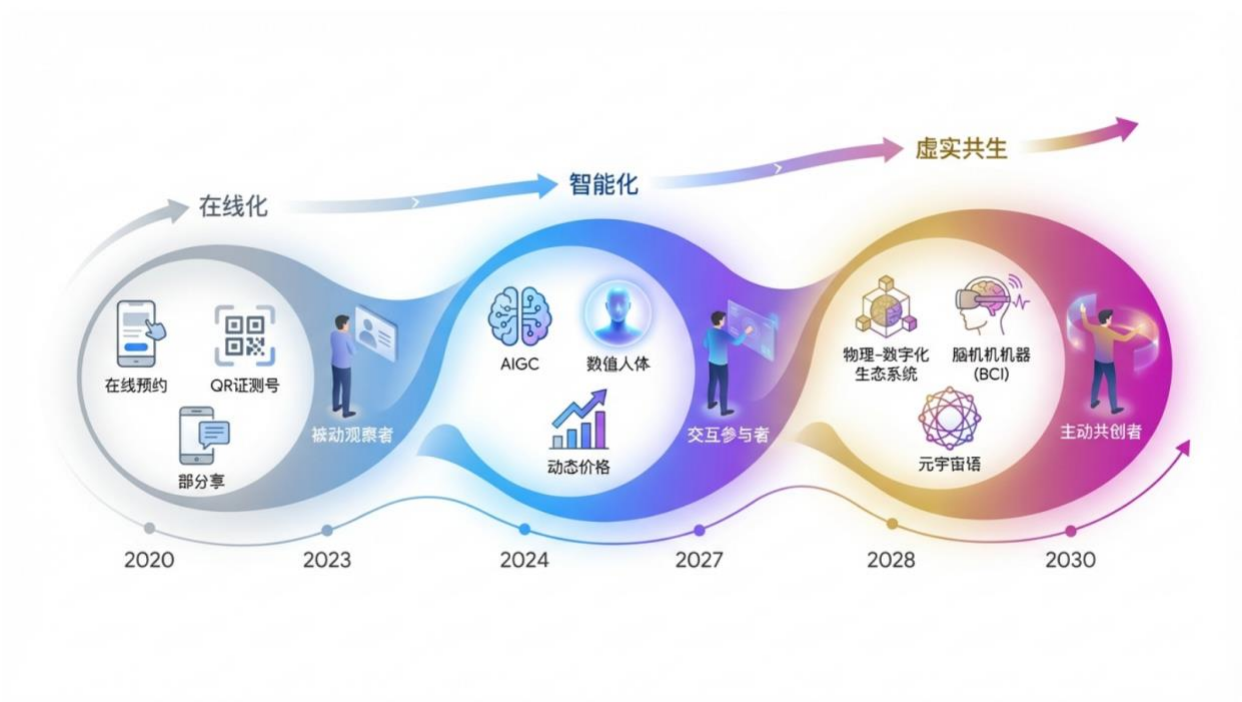 在线化
智能化
虚实共生
在线预约
QR证测号
部分享
被动观察者
AIGC
数值人体
动态价格
交互参与者
物理-数字化
生态系统
脑机机机器
(BCI)
元宇宙语
主动共创者
2020
2023
2024
2027
2028
2030